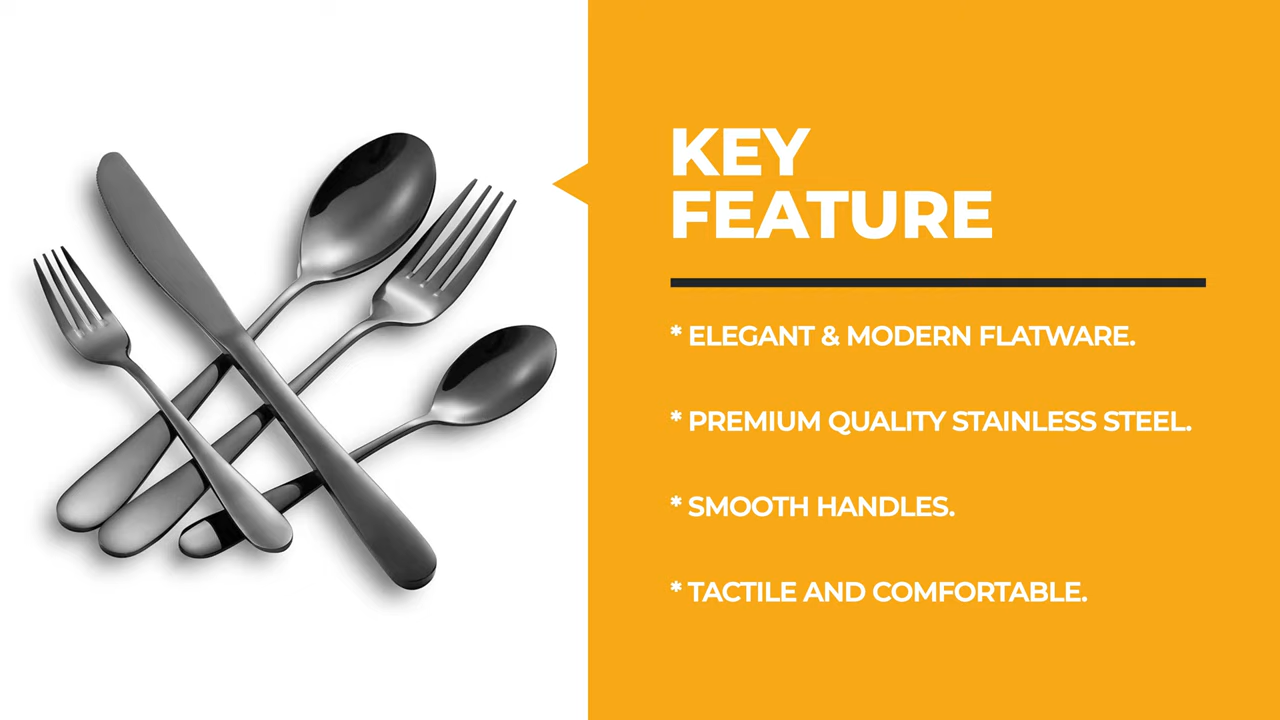 KEY
FEATURE
* ELEGANT & MODERN FLATWARE.
* PREMIUM QUALITY STAINLESS STEEL.
* SMOOTH HANDLES.
* TACTILE AND COMFORTABLE.